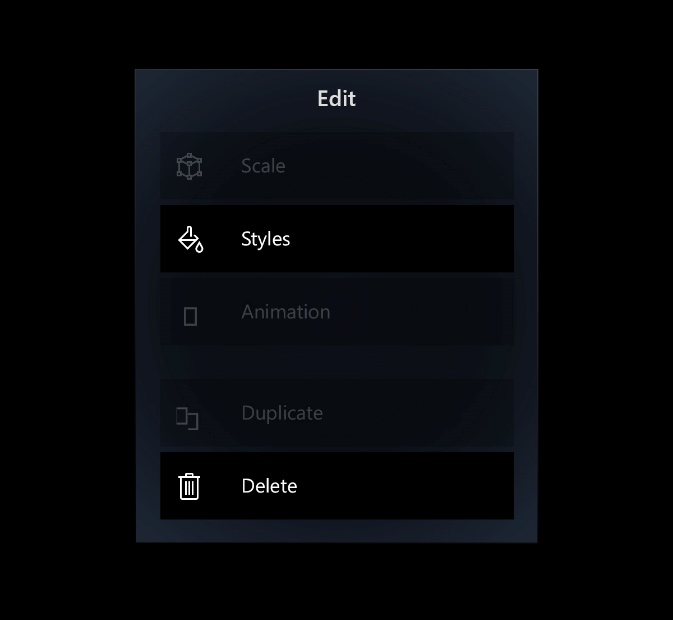 Edit
Scale
Styles
Animation
Duplicate
Delete